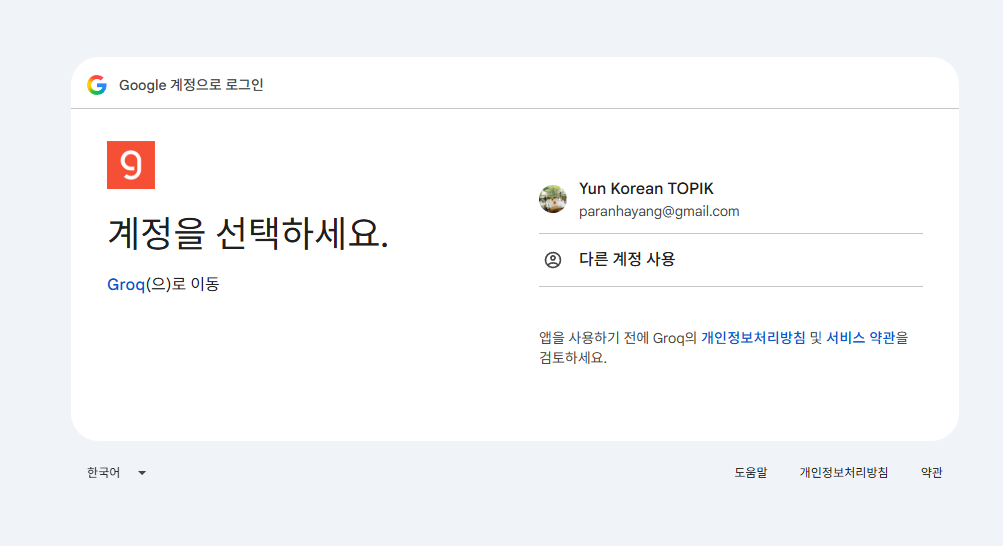 Google 계정으로 로그인
계정을 선택하세요.
Groq(으)로 이동
Yun Korean TOPIK
paranhayang@gmail.com
다른 계정 사용
앱을 사용하기 전에 Groq의 개인정보처리방침 및 서비스 약관을
검토하세요.
한국어
도움말 개인정보처리방침 약관